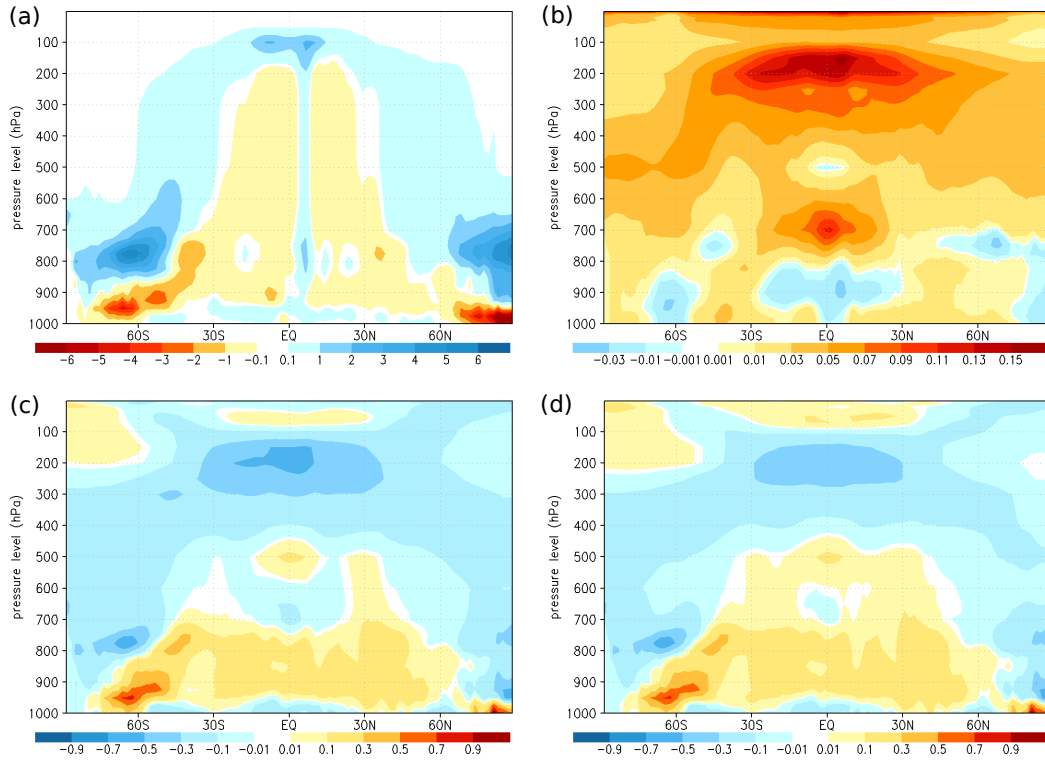 (a)
(b)
pressure level (hPa)
100
200
300
400
500
600
700
800
900
1000
60S
30S
EQ
30N
60N
-6 -5 -4 -3 -2 -1 -0.1 0.1 1 2 3 4 5 6
pressure level (hPa)
100
200
300
400
500
600
700
800
900
1000
60S
30S
EQ
30N
60N
-0.03 -0.01 -0.001 0.001 0.01 0.03 0.05 0.07 0.09 0.11 0.13 0.15
(c)
(d)
pressure level (hPa)
100
200
300
400
500
600
700
800
900
1000
60S
30S
EQ
30N
60N
-0.9 -0.7 -0.5 -0.3 -0.1 -0.01 0.01 0.1 0.3 0.5 0.7 0.9
pressure level (hPa)
100
200
300
400
500
600
700
800
900
1000
60S
30S
EQ
30N
60N
-0.9 -0.7 -0.5 -0.3 -0.1 -0.01 0.01 0.1 0.3 0.5 0.7 0.9